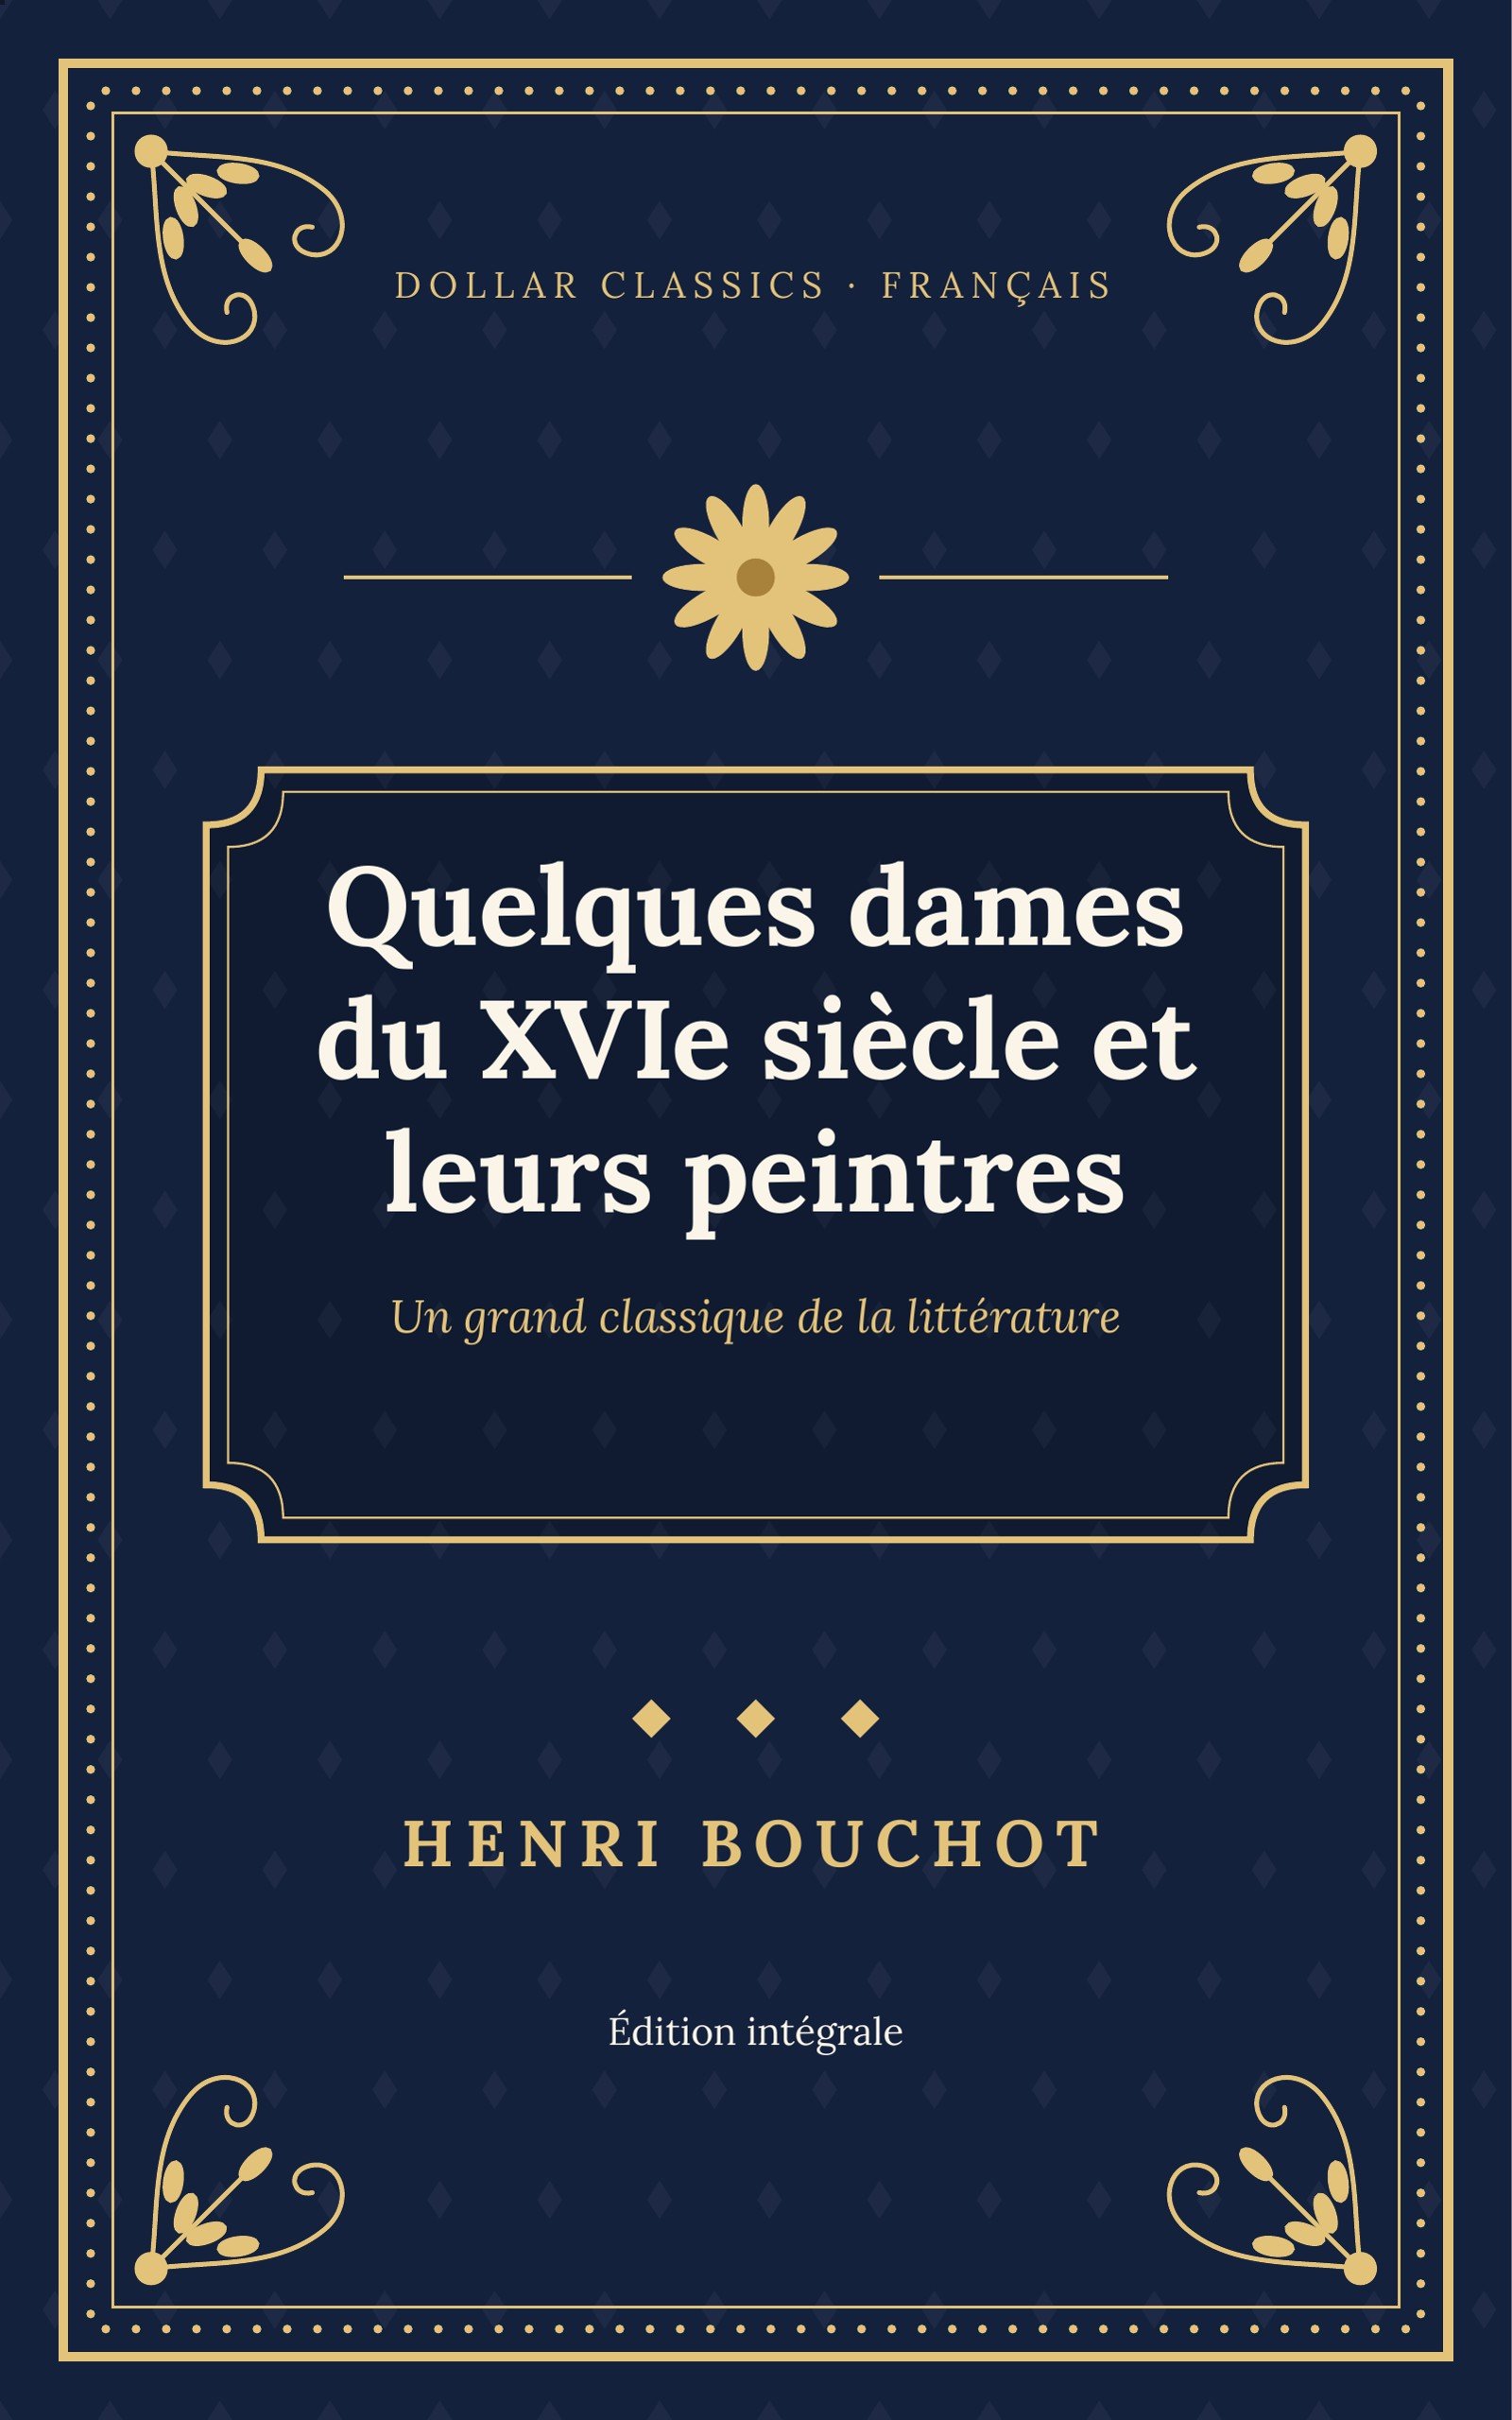 DOLLAR CLASSICS · FRANÇAIS
Quelques dames
du XVIe siècle et
leurs peintres
Un grand classique de la littérature
HENRI BOUCHOT
Édition intégrale